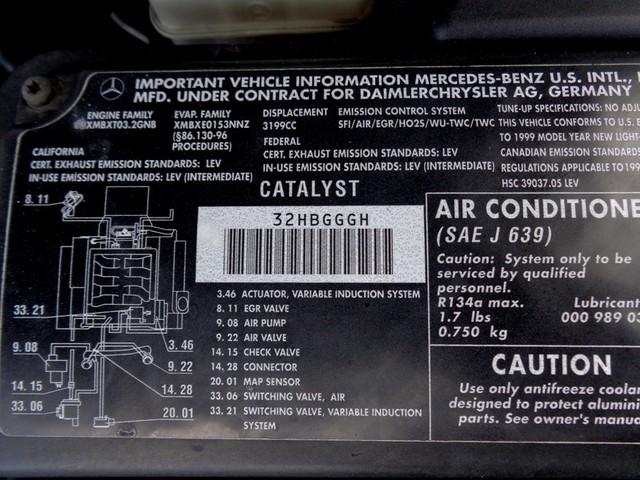 IMPORTANT VEHICLE INFORMATION MERCEDES-BENZ U.S. INTL.,
MFD. UNDER CONTRACT FOR DAIMLERCHRYSLER AG, GERMANY
ENGINE FAMILY
XMBXT03.2GNB
EVAP. FAMILY
XMBXE0153NNZ
(§86.130-96
PROCEDURES)
DISPLACEMENT
3199CC
EMISSION CONTROL SYSTEM
SFI/AIR/EGR/HO2S/WU-TWC/TWC
CALIFORNIA
CERT. EXHAUST EMISSION STANDARDS: LEV
IN-USE EMISSION STANDARDS: LEV (INTERMEDIATE)
FEDERAL
CERT. EXHAUST EMISSION STANDARDS: LEV
IN-USE EMISSION STANDARDS: LEV (INTERMEDIATE)
TUNE-UP SPECIFICATIONS: NO
THIS VEHICLE CONFORMS TO U.S. E
TO 1999 MODEL YEAR NEW LIGHT-
CANADIAN EMISSION STANDARDS
REGULATIONS APPLICABLE TO 199
HSC 39037.05 LEV
CATALYST
32HBGGGH
8. 11
33. 21
3. 46
9. 08
9. 22
14. 15
14. 28
33. 06
20. 01
3.46 ACTUATOR, VARIABLE INDUCTION SYSTEM
8. 11 EGR VALVE
9. 08 AIR PUMP
9. 22 AIR VALVE
14. 15 CHECK VALVE
14. 28 CONNECTOR
20. 01 MAP SENSOR
33. 06 SWITCHING VALVE, AIR
33. 21 SWITCHING VALVE, VARIABLE INDUCTION
SYSTEM
AIR CONDITIONE
(SAE J 639)
Caution: System only to be
serviced by qualified
personnel.
R134a max. Lubricant
1.7 lbs 000 989 03
0.750 kg
CAUTION
Use only antifreeze coolan
designed to protect aluminiu
parts. See owner's manua